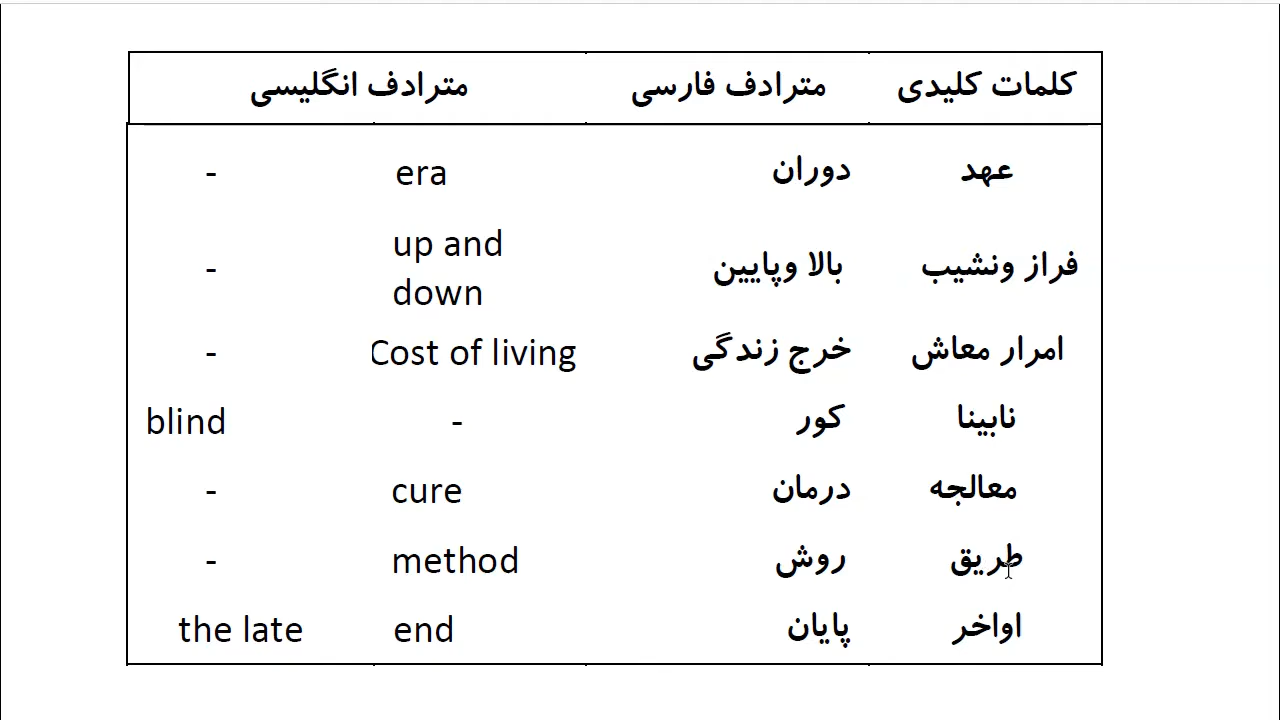 کلمات کلیدی مترادف فارسی مترادف انگلیسی
عهد دوران era -
فراز ونشیب بالا وپایین up and down -
امرار معاش خرج زندگی Cost of living -
نابینا کور - blind
معالجه درمان cure -
طریق روش method -
اواخر پایان end the late